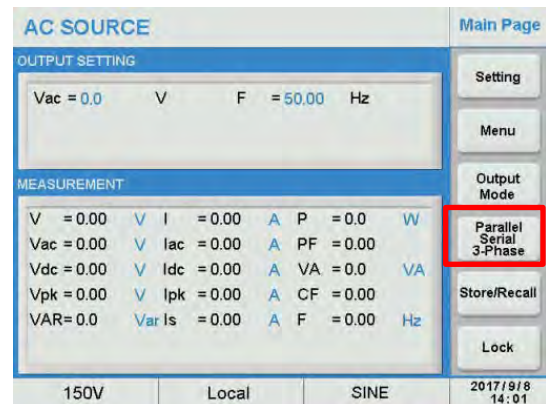 AC SOURCE
Main Page
OUTPUT SETTING
Vac = 0.0 V F = 50.00 Hz
MEASUREMENT
V = 0.00 V I = 0.00 A P = 0.0 W
Vac = 0.00 V Iac = 0.00 A PF = 0.00
Vdc = 0.00 V Idc = 0.00 A VA = 0.0 VA
Vpk = 0.00 V Ipk = 0.00 A CF = 0.00
VAR= 0.0 Var Is = 0.00 A F = 0.00 Hz
Setting
Menu
Output
Mode
Parallel
Serial
3-Phase
Store/Recall
Lock
150V Local SINE
2017/9/8
14:01